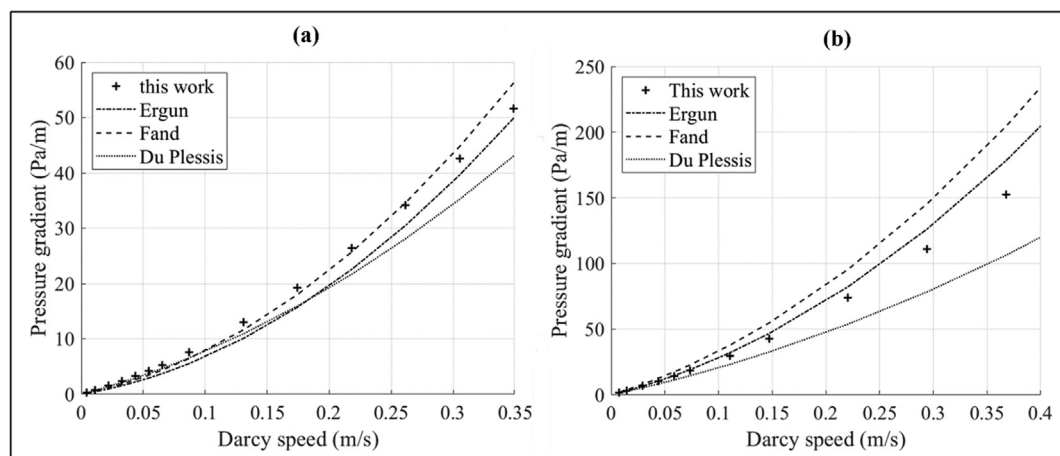 (a)
Pressure gradient (Pa/m)
60
50
40
30
20
10
0
this work
Ergun
Fand
Du Plessis
0 0.05 0.1 0.15 0.2 0.25 0.3 0.35
Darcy speed (m/s)
(b)
Pressure gradient (Pa/m)
250
200
150
100
50
0
This work
Ergun
Fand
Du Plessis
0 0.05 0.1 0.15 0.2 0.25 0.3 0.35 0.4
Darcy speed (m/s)